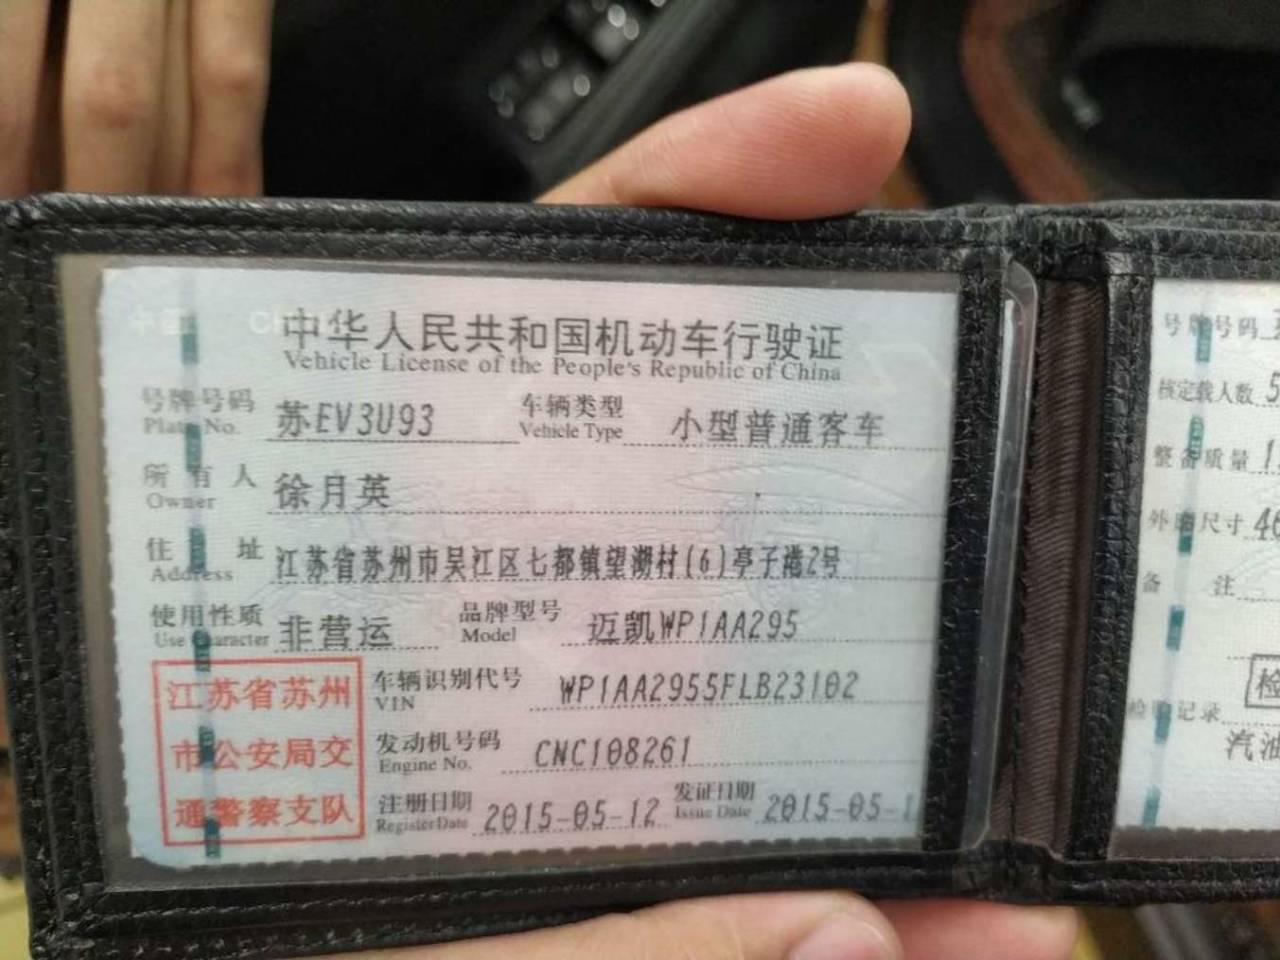 中华人民共和国机动车行驶证
Vehicle License of the People's Republic of China
号牌号码 苏EV3U93 车辆类型 小型普通客车
Plate No. Vehicle Type
所有人 徐月英
Owner
住址 江苏省苏州市吴江区七都镇望湖村(6)亭子港2号
Address
使用性质 非营运 品牌型号 迈凯WP1AA295
Use Character Model
江苏省苏州
市公安局交
通警察支队
车辆识别代号 WP1AA2955FLB23102
VIN
发动机号码 CNC108261
Engine No.
注册日期 2015-05-12 发证日期 2015-05-1
Register Date Issue Date
号牌号码
核定载人数 5
整备质量
外廓尺寸
备注
检验记录
检
汽油